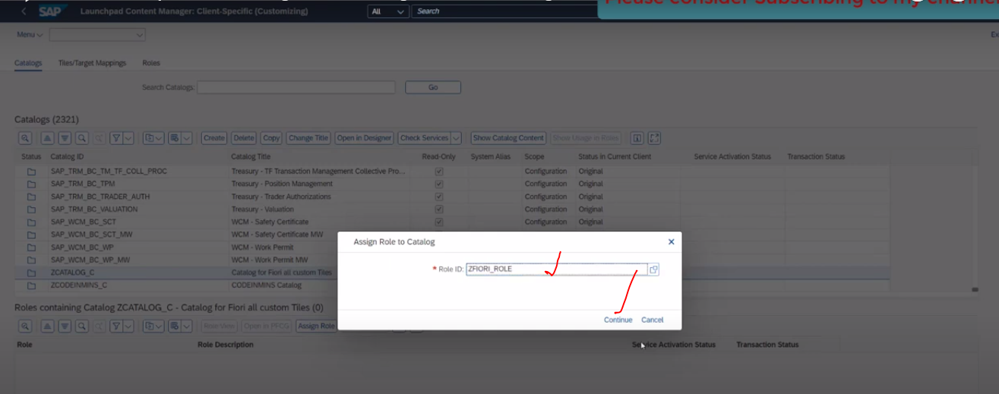 Please consider Subscribing to my channel
SAP Launchpad Content Manager: Client-Specific (Customizing) All Search
Menu
Catalogs Tiles/Target Mappings Roles
Search Catalogs: Go
Catalogs (2321)
Create Delete Copy Change Title Open in Designer Check Services Show Catalog Content Show Usage in Roles
Status Catalog ID Catalog Title Read-Only System Alias Scope Status in Current Client Service Activation Status Transaction Status
SAP_TRM_BC_TM_TF_COLL_PROC Treasury - TF Transaction Management Collective Pro... Configuration Original
SAP_TRM_BC_TPM Treasury - Position Management Configuration Original
SAP_TRM_BC_TRADER_AUTH Treasury - Trader Authorizations Configuration Original
SAP_TRM_BC_VALUATION Treasury - Valuation Configuration Original
SAP_WCM_BC_SCT WCM - Safety Certificate Configuration Original
SAP_WCM_BC_SCT_MW WCM - Safety Certificate MW
SAP_WCM_BC_WP WCM - Work Permit
SAP_WCM_BC_WP_MW WCM - Work Permit MW
ZCATALOG_C Catalog for Fiori all custom Tiles
ZCODEINMINS_C CODEINMINS Catalog
Assign Role to Catalog
* Role ID: ZFIORI_ROLE
Continue Cancel
Roles containing Catalog ZCATALOG_C - Catalog for Fiori all custom Tiles (0)
Role View Open in PFCG Assign Role
Role Role Description Service Activation Status Transaction Status